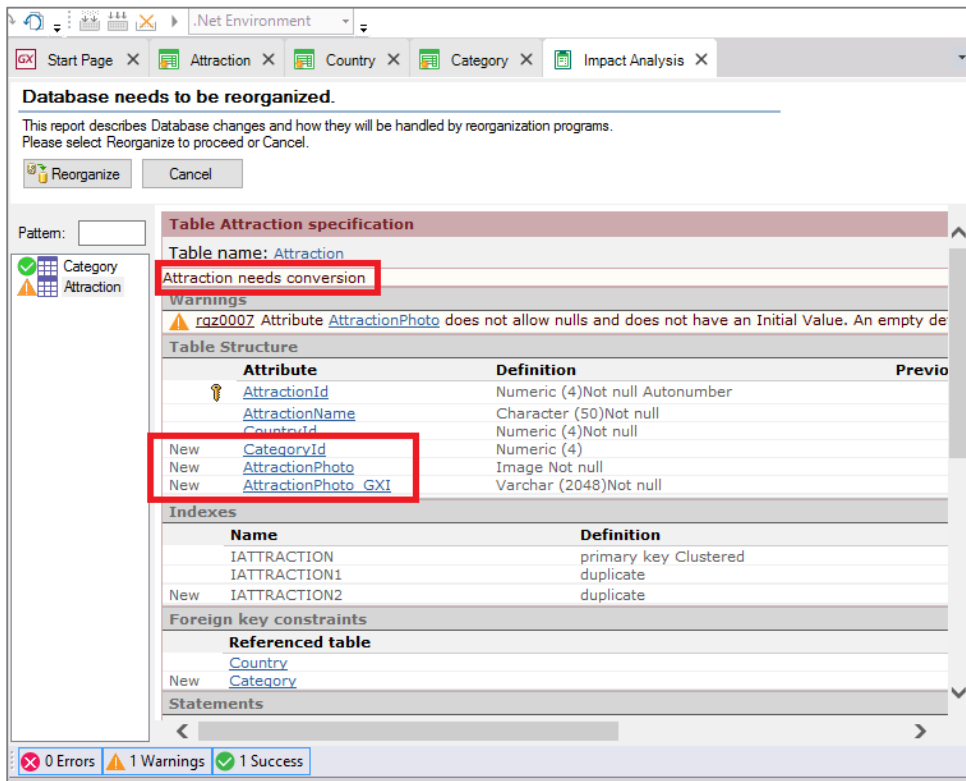 .Net Environment
Start Page Attraction Country Category Impact Analysis
Database needs to be reorganized.
This report describes Database changes and how they will be handled by reorganization programs.
Please select Reorganize to proceed or Cancel.
Reorganize Cancel
Pattern:
Category
Attraction
Table Attraction specification
Table name: Attraction
Attraction needs conversion
Warnings
rgz0007 Attribute AttractionPhoto does not allow nulls and does not have an Initial Value. An empty de
Table Structure
Attribute Definition Previo
AttractionId Numeric (4)Not null Autonumber
AttractionName Character (50)Not null
CountryId Numeric (4)Not null
New CategoryId Numeric (4)
New AttractionPhoto Image Not null
New AttractionPhoto_GXI Varchar (2048)Not null
Indexes
Name Definition
IATTRACTION primary key Clustered
IATTRACTION1 duplicate
New IATTRACTION2 duplicate
Foreign key constraints
Referenced table
Country
New Category
Statements
0 Errors 1 Warnings 1 Success